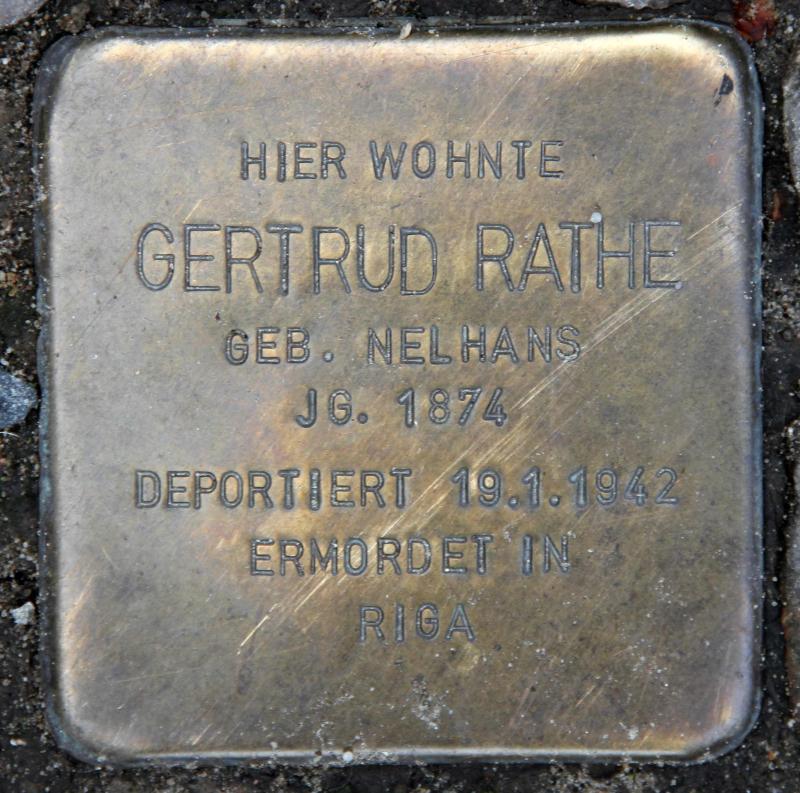 HIER WOHNTE
GERTRUD RATHE
GEB. NELHANS
JG. 1874
DEPORTIERT 19.1.1942
ERMORDET IN
RIGA